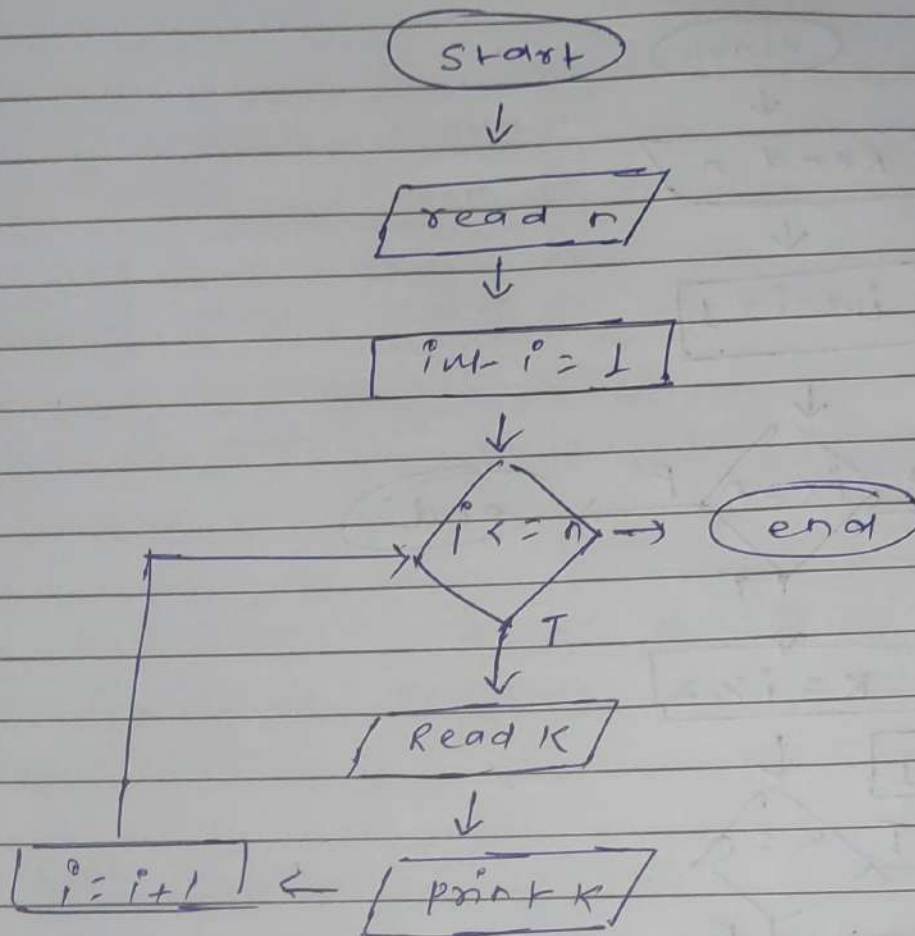 Start
read n
int i = 1
i <= n
end
T
Read K
i = i+1
print K